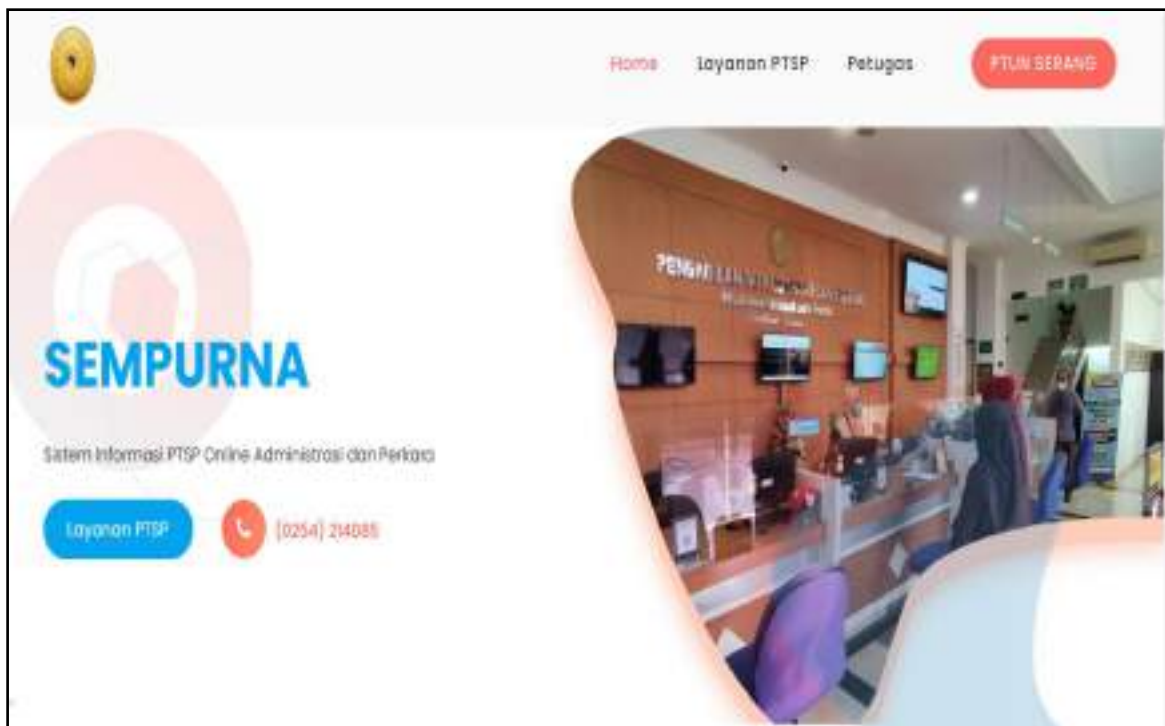 Home Layanan PTSP Petugas PTUN SERANG
SEMPURNA
Sistem Informasi PTSP Online Administrasi dan Perkara
Layanan PTSP (0254) 214085